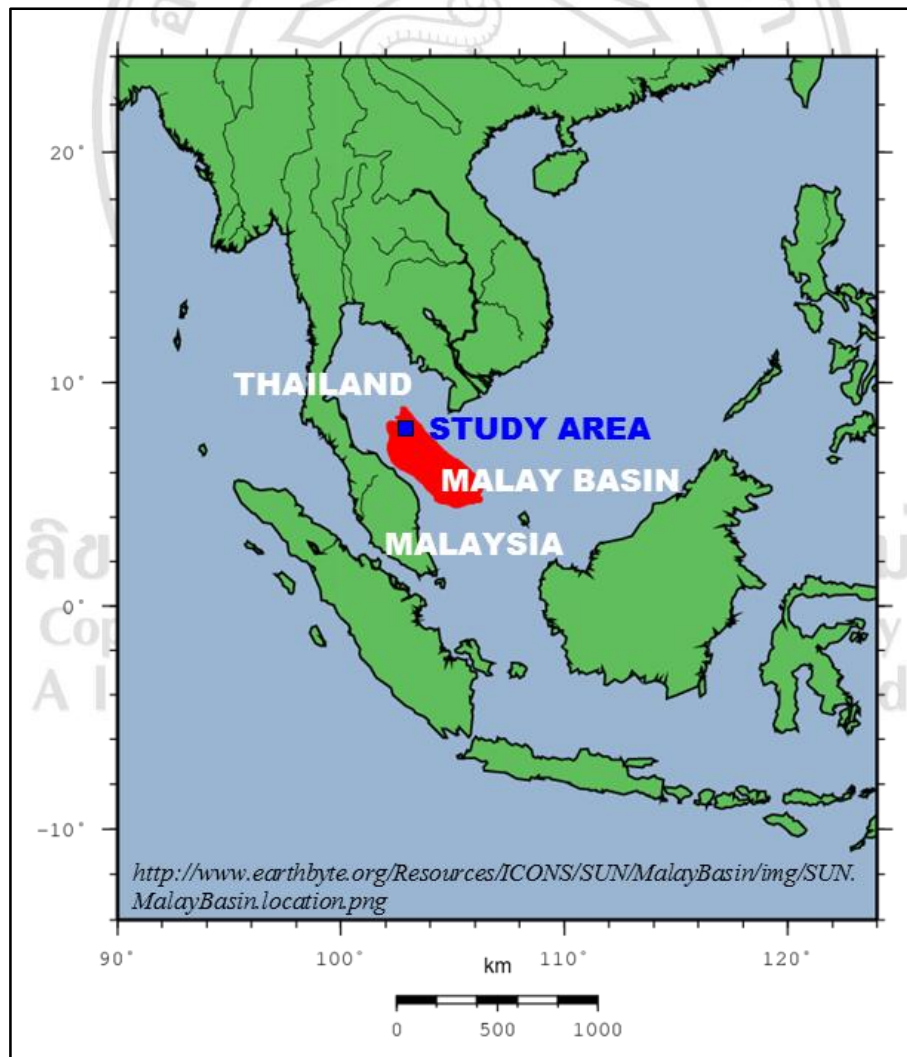 20°
THAILAND
10°
STUDY AREA
MALAY BASIN
MALAYSIA
0°
-10°
http://www.earthbyte.org/Resources/ICONS/SUN/MalayBasin/img/SUN.
MalayBasin.location.png
90° 100° 110° 120°
km
0 500 1000